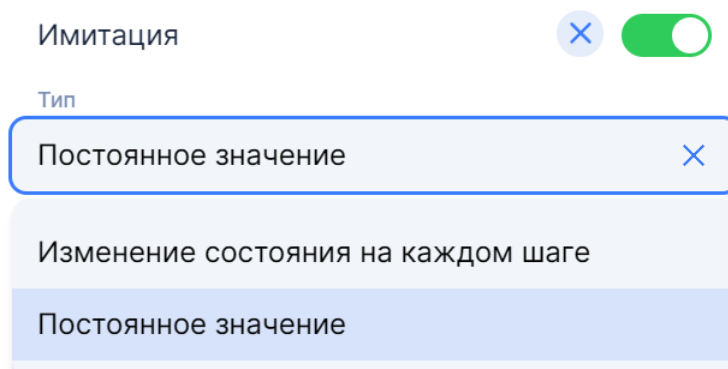 Имитация
Тип
Постоянное значение
Изменение состояния на каждом шаге
Постоянное значение